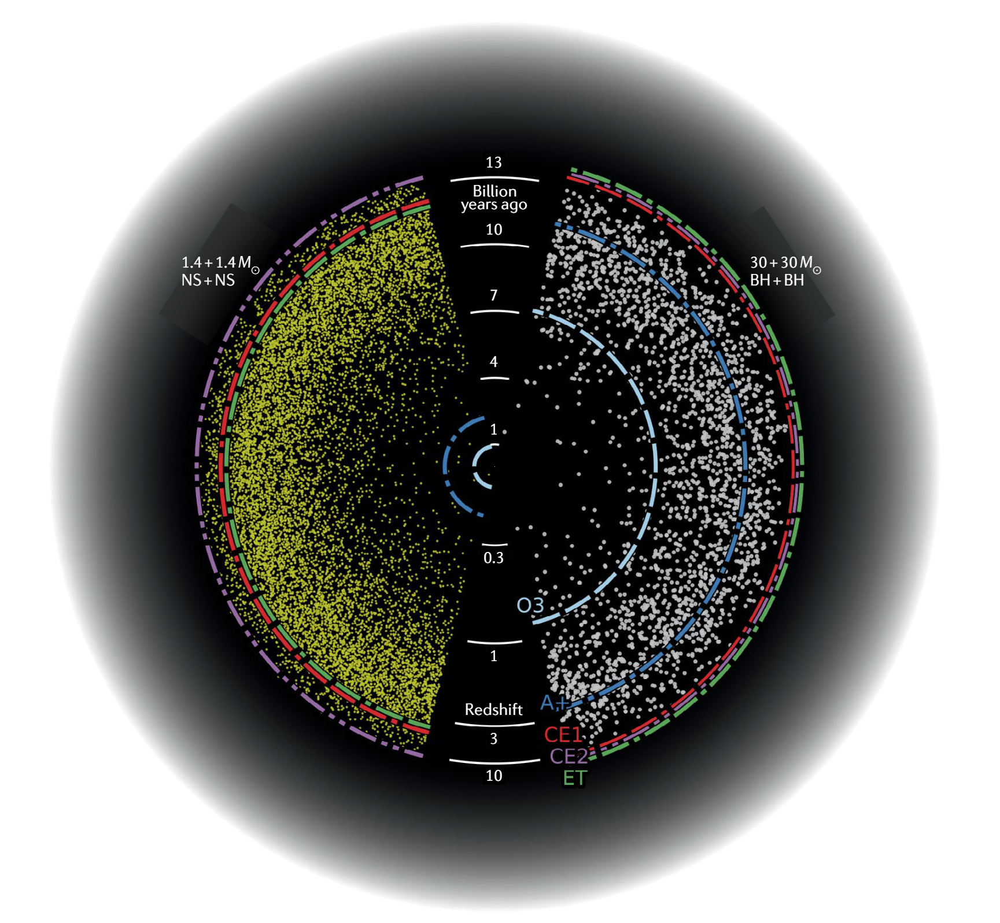 13
Billion
years ago
10
1.4 + 1.4 M☉
NS + NS
30 + 30 M☉
BH + BH
7
4
1
0.3
O3
1
A+
Redshift
CE1
3
CE2
10
ET